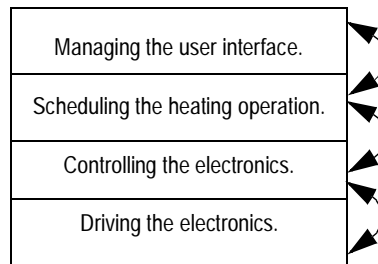 Managing the user interface.
Scheduling the heating operation.
Controlling the electronics.
Driving the electronics.